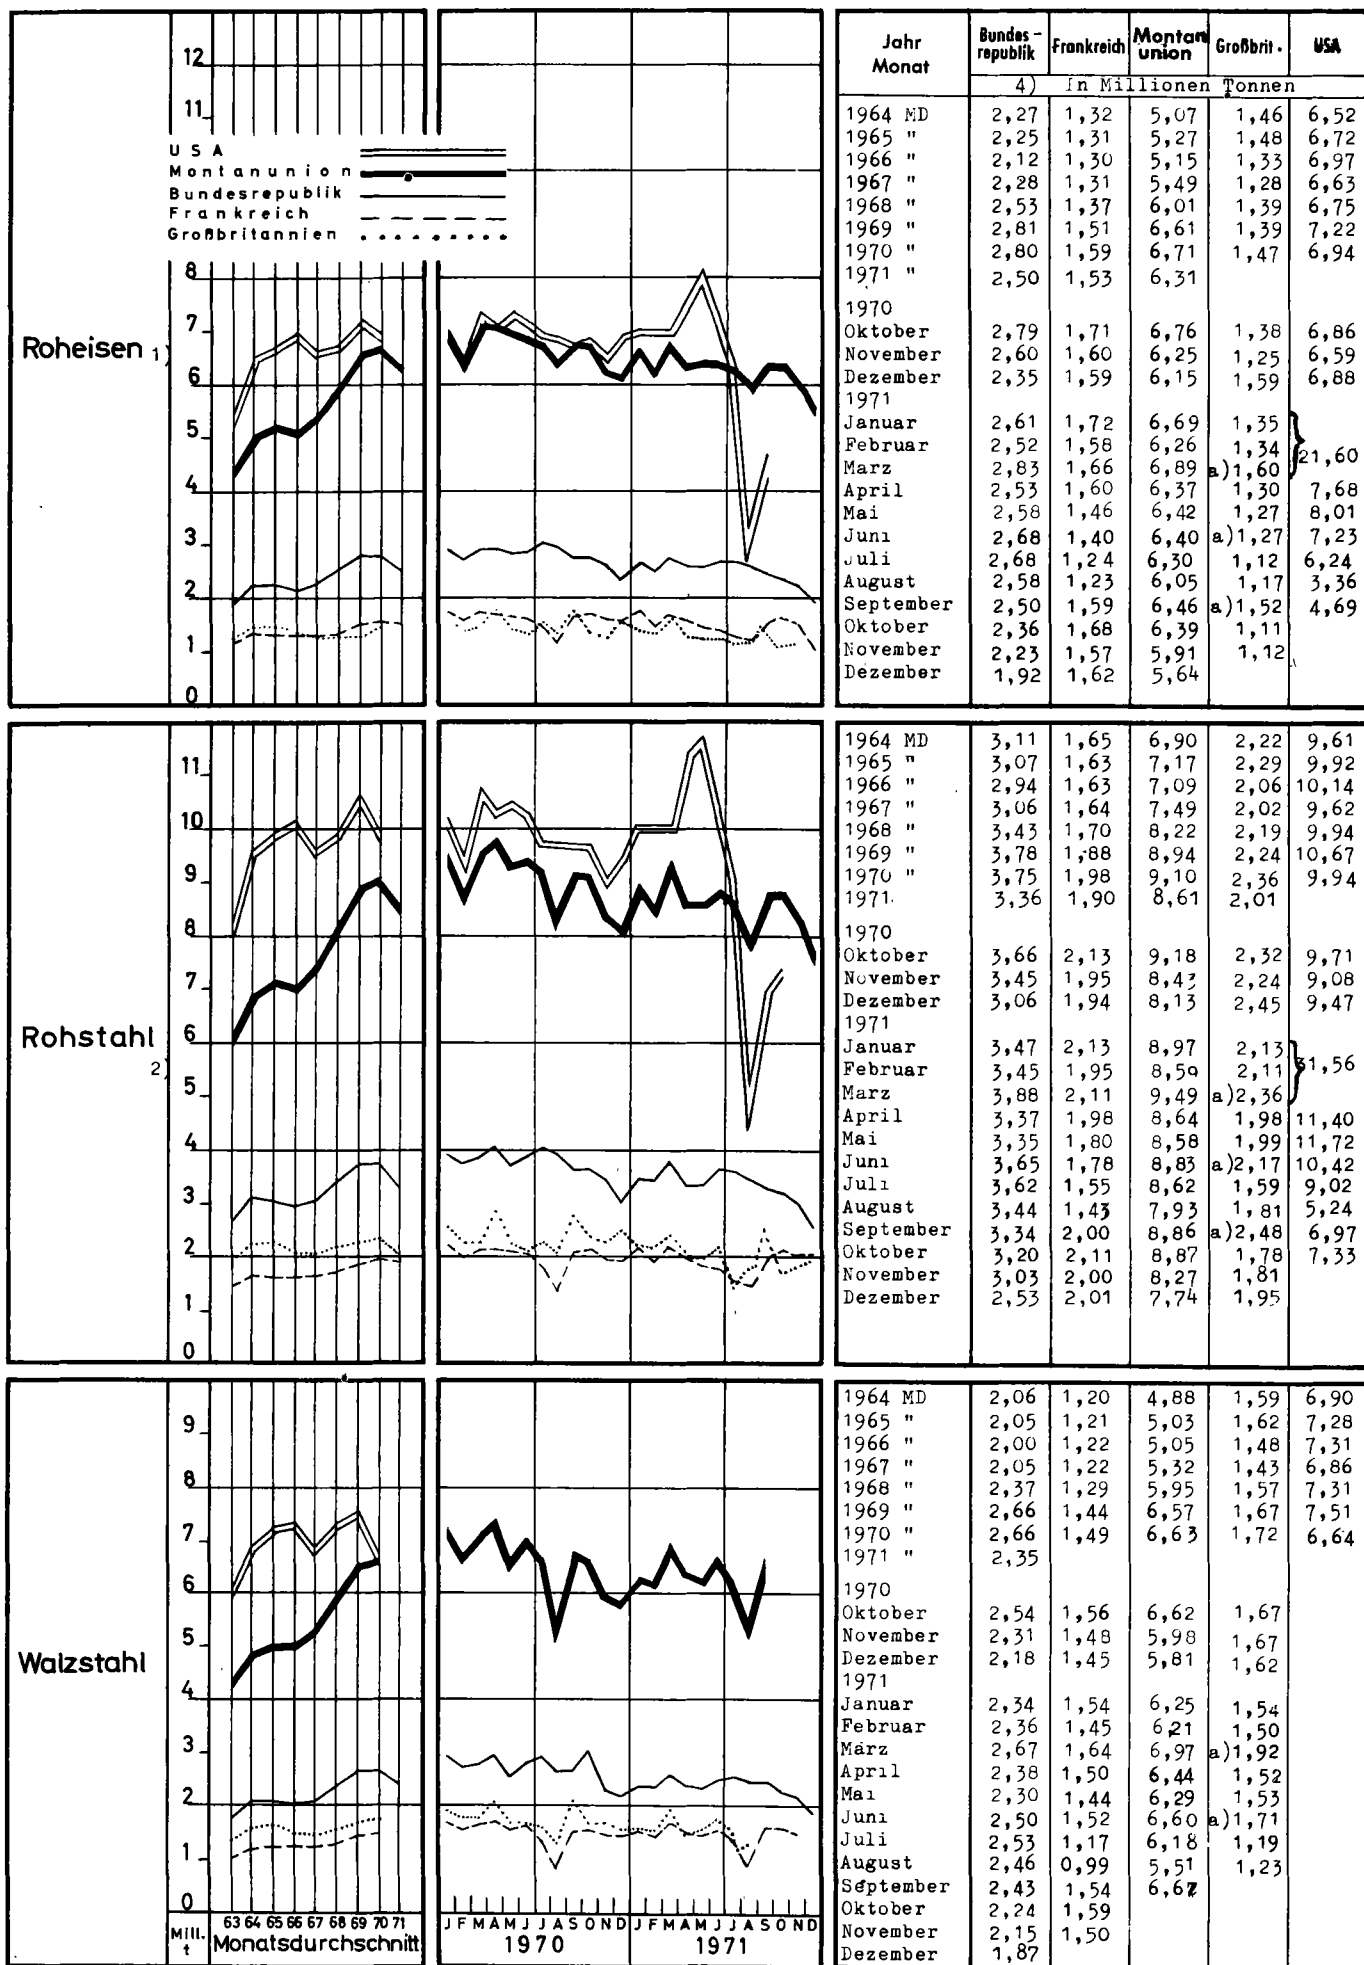 12
11
USA
Montanunion
Bundesrepublik
Frankreich
Großbritannien
8
7
6
5
4
3
2
1
0
Roheisen 1)
Jahr Monat | Bundes-republik | Frankreich | Montan union | Großbrit. | USA
4) In Millionen Tonnen
1964 MD 2,27 1,32 5,07 1,46 6,52
1965 " 2,25 1,31 5,27 1,48 6,72
1966 " 2,12 1,30 5,15 1,33 6,97
1967 " 2,28 1,31 5,49 1,28 6,63
1968 " 2,53 1,37 6,01 1,39 6,75
1969 " 2,81 1,51 6,61 1,39 7,22
1970 " 2,80 1,59 6,71 1,47 6,94
1971 " 2,50 1,53 6,31
1970
Oktober 2,79 1,71 6,76 1,38 6,86
November 2,60 1,60 6,25 1,25 6,59
Dezember 2,35 1,59 6,15 1,59 6,88
1971
Januar 2,61 1,72 6,69 1,35
Februar 2,52 1,58 6,26 1,34
21,60
Marz 2,83 1,66 6,89 a)1,60
April 2,53 1,60 6,37 1,30 7,68
Mai 2,58 1,46 6,42 1,27 8,01
Juni 2,68 1,40 6,40 a)1,27 7,23
Juli 2,68 1,24 6,30 1,12 6,24
August 2,58 1,23 6,05 1,17 3,36
September 2,50 1,59 6,46 a)1,52 4,69
Oktober 2,36 1,68 6,39 1,11
November 2,23 1,57 5,91 1,12
Dezember 1,92 1,62 5,64
11
10
9
8
7
6
5
4
3
2
1
0
Rohstahl 2)
1964 MD 3,11 1,65 6,90 2,22 9,61
1965 " 3,07 1,63 7,17 2,29 9,92
1966 " 2,94 1,63 7,09 2,06 10,14
1967 " 3,06 1,64 7,49 2,02 9,62
1968 " 3,43 1,70 8,22 2,19 9,94
1969 " 3,78 1,88 8,94 2,24 10,67
1970 " 3,75 1,98 9,10 2,36 9,94
1971. 3,36 1,90 8,61 2,01
1970
Oktober 3,66 2,13 9,18 2,32 9,71
November 3,45 1,95 8,43 2,24 9,08
Dezember 3,06 1,94 8,13 2,45 9,47
1971
Januar 3,47 2,13 8,97 2,13
Februar 3,45 1,95 8,59 2,11 31,56
Marz 3,88 2,11 9,49 a)2,36
April 3,37 1,98 8,64 1,98 11,40
Mai 3,35 1,80 8,58 1,99 11,72
Juni 3,65 1,78 8,83 a)2,17 10,42
Juli 3,62 1,55 8,62 1,59 9,02
August 3,44 1,43 7,93 1,81 5,24
September 3,34 2,00 8,86 a)2,48 6,97
Oktober 3,20 2,11 8,87 1,78 7,33
November 3,03 2,00 8,27 1,81
Dezember 2,53 2,01 7,74 1,95
9
8
7
6
5
4
3
2
1
0
Walzstahl
Mill. t
63 64 65 66 67 68 69 70 71
Monatsdurchschnitt
J F M A M J J A S O N D J F M A M J J A S O N D
1970 1971
1964 MD 2,06 1,20 4,88 1,59 6,90
1965 " 2,05 1,21 5,03 1,62 7,28
1966 " 2,00 1,22 5,05 1,48 7,31
1967 " 2,05 1,22 5,32 1,43 6,86
1968 " 2,37 1,29 5,95 1,57 7,31
1969 " 2,66 1,44 6,57 1,67 7,51
1970 " 2,66 1,49 6,63 1,72 6,64
1971 " 2,35
1970
Oktober 2,54 1,56 6,62 1,67
November 2,31 1,48 5,98 1,67
Dezember 2,18 1,45 5,81 1,62
1971
Januar 2,34 1,54 6,25 1,54
Februar 2,36 1,45 6,21 1,50
März 2,67 1,64 6,97 a)1,92
April 2,38 1,50 6,44 1,52
Mai 2,30 1,44 6,29 1,53
Juni 2,50 1,52 6,60 a)1,71
Juli 2,53 1,17 6,18 1,19
August 2,46 0,99 5,51 1,23
September 2,43 1,54
Oktober 2,24 1,59
November 2,15 1,50
Dezember 1,87